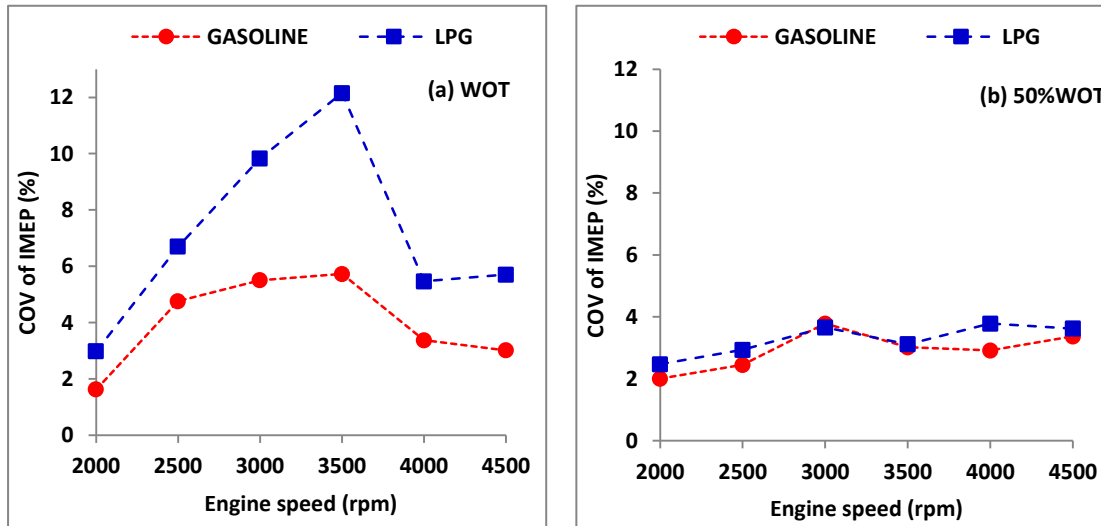 GASOLINE LPG
(a) WOT
COV of IMEP (%)
12
10
8
6
4
2
0
2000 2500 3000 3500 4000 4500
Engine speed (rpm)
GASOLINE LPG
(b) 50%WOT
COV of IMEP (%)
12
10
8
6
4
2
0
2000 2500 3000 3500 4000 4500
Engine speed (rpm)